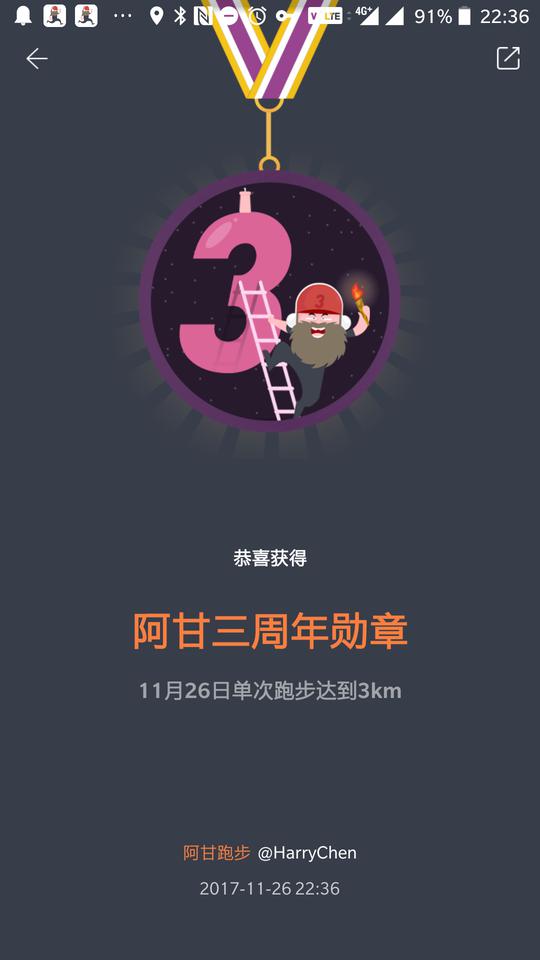 VoLTE 4G+ 91% 22:36
3
3
恭喜获得
阿甘三周年勋章
11月26日单次跑步达到3km
阿甘跑步 @HarryChen
2017-11-26 22:36